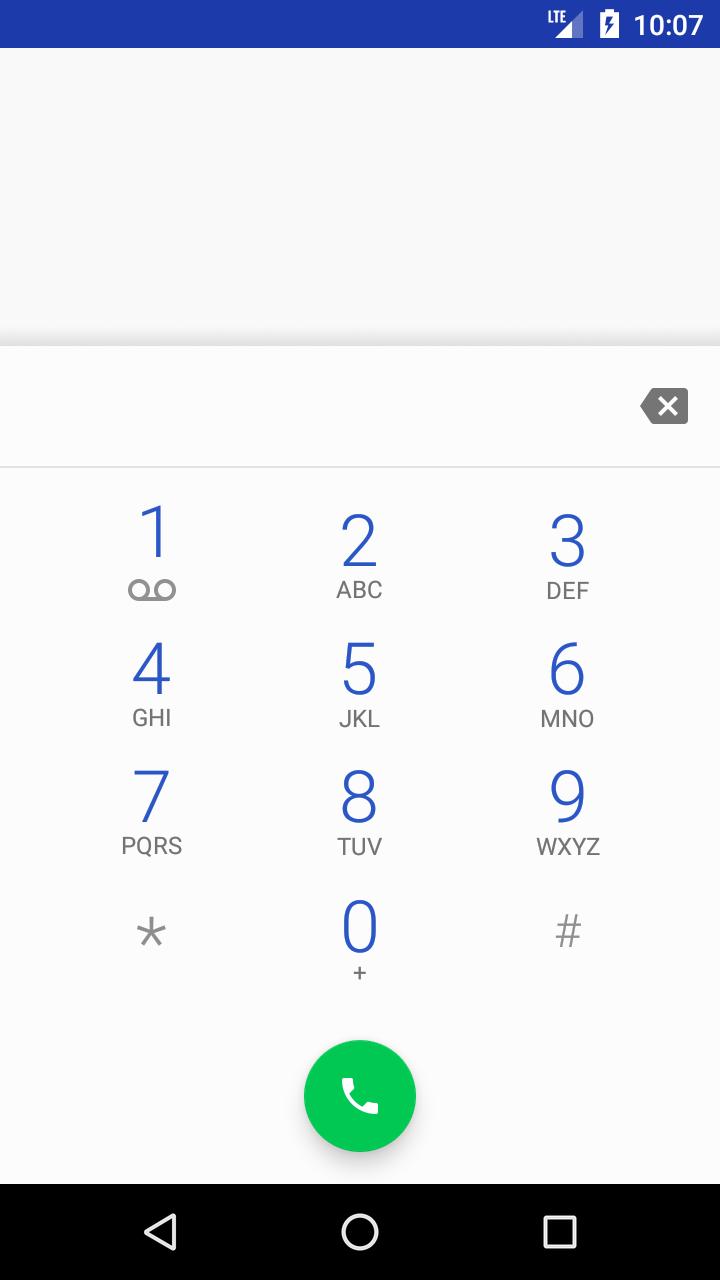 LTE 10:07
1 2 3
ABC DEF
4 5 6
GHI JKL MNO
7 8 9
PQRS TUV WXYZ
* 0 #
+